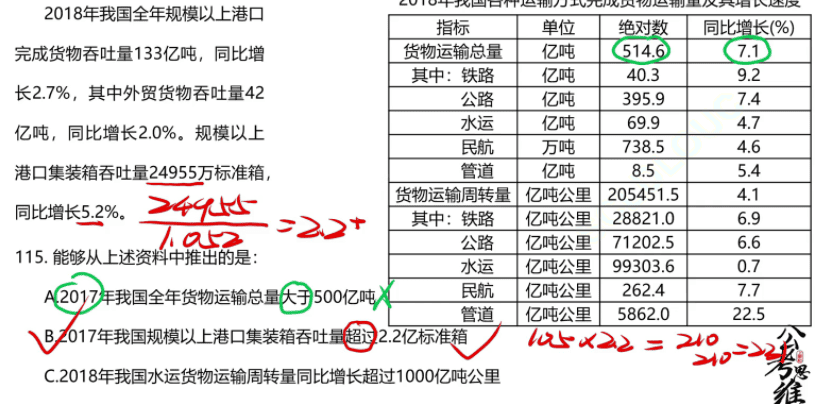 2018年我国各种运输方式完成货物运输量及其增长速度
2018年我国全年规模以上港口
完成货物吞吐量133亿吨，同比增
长2.7%，其中外贸货物吞吐量42
亿吨，同比增长2.0%。规模以上
港口集装箱吞吐量24955万标准箱，
同比增长5.2%。
24955
1.052
=2.2+
指标 单位 绝对数 同比增长(%)
货物运输总量 亿吨 514.6 7.1
其中：铁路 亿吨 40.3 9.2
公路 亿吨 395.9 7.4
水运 亿吨 69.9 4.7
民航 万吨 738.5 4.6
管道 亿吨 8.5 5.4
货物运输周转量 亿吨公里 205451.5 4.1
其中：铁路 亿吨公里 28821.0 6.9
公路 亿吨公里 71202.5 6.6
水运 亿吨公里 99303.6 0.7
民航 亿吨公里 262.4 7.7
管道 亿吨公里 5862.0 22.5
115. 能够从上述资料中推出的是：
A.2017年我国全年货物运输总量大于500亿吨
B.2017年我国规模以上港口集装箱吞吐量超过2.2亿标准箱
C.2018年我国水运货物运输周转量同比增长超过1000亿吨公里
105×22=210
210=
思维